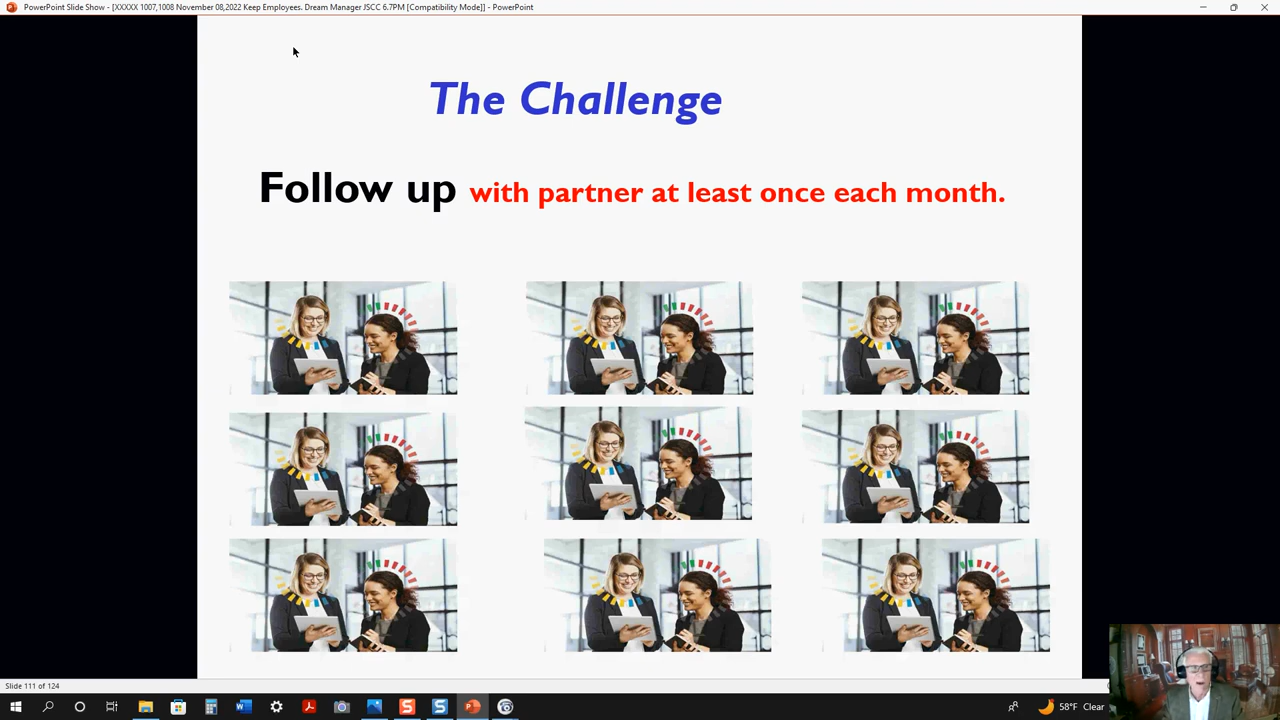 PowerPoint Slide Show - [XXXXX 1007,1008 November 08,2022 Keep Employees. Dream Manager JSCC 6.7PM [Compatibility Mode]] - PowerPoint
The Challenge
Follow up with partner at least once each month.
Slide 111 of 124
58°F Clear